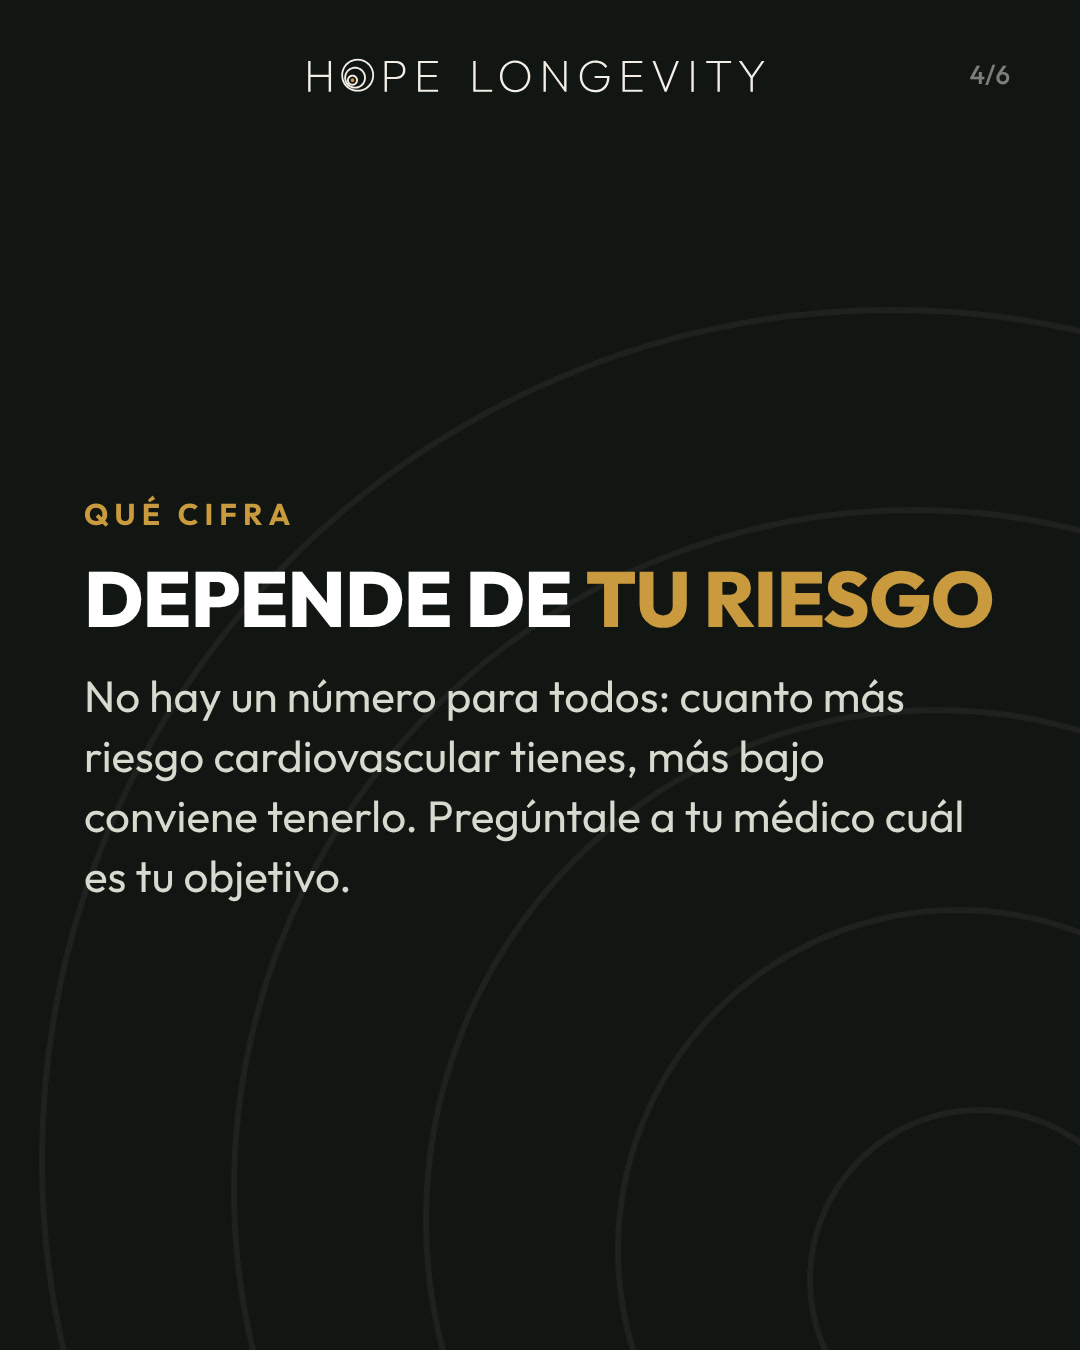 HOPE LONGEVITY
4/6
QUÉ CIFRA
DEPENDE DE TU RIESGO
No hay un número para todos: cuanto más
riesgo cardiovascular tienes, más bajo
conviene tenerlo. Pregúntale a tu médico cuál
es tu objetivo.